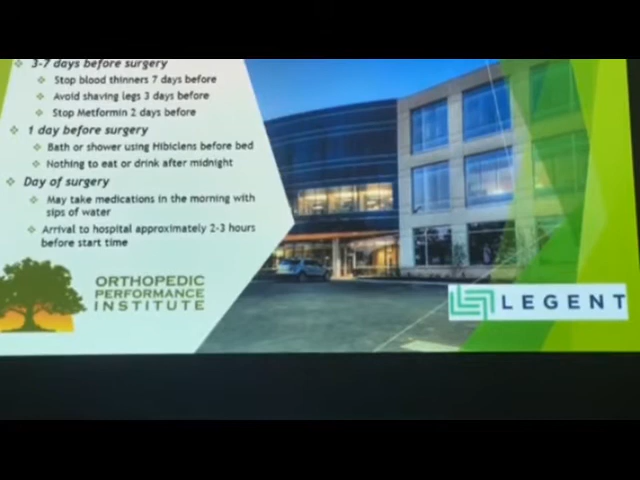 3-7 days before surgery
Stop blood thinners 7 days before
Avoid shaving legs 3 days before
Stop Metformin 2 days before
1 day before surgery
Bath or shower using Hibiclens before bed
Nothing to eat or drink after midnight
Day of surgery
May take medications in the morning with
sips of water
Arrival to hospital approximately 2-3 hours
before start time
ORTHOPEDIC
PERFORMANCE
INSTITUTE
LEGENT